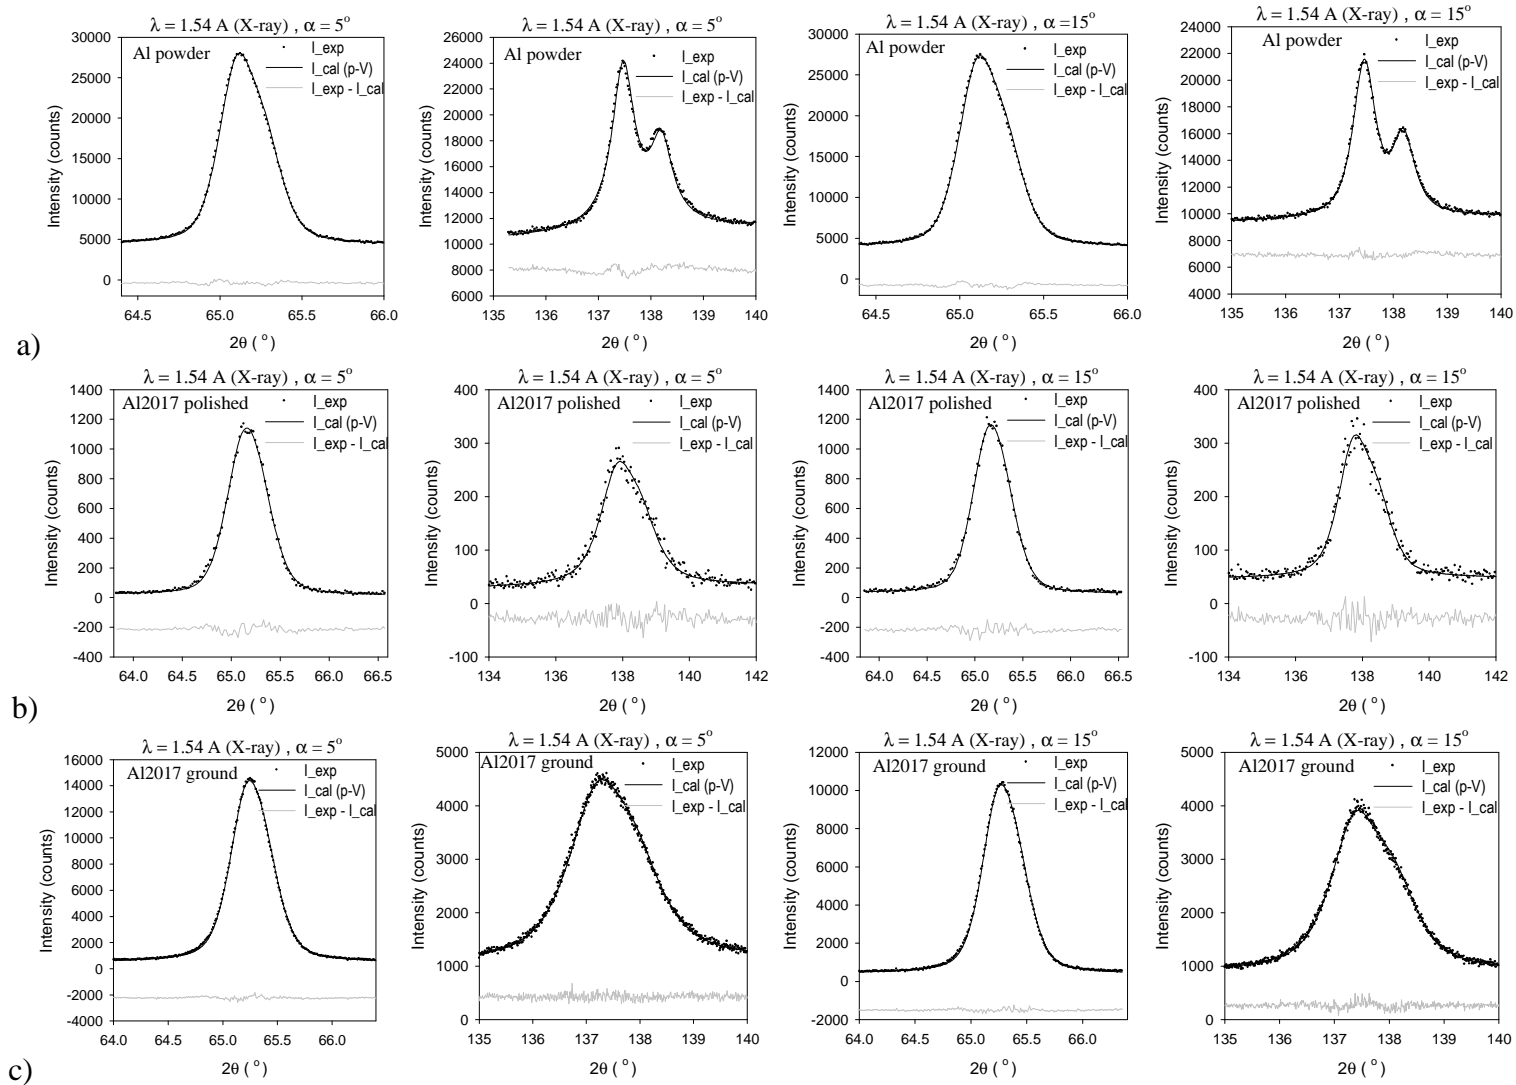 λ = 1.54 A (X-ray) , α = 5°
Al powder
I_exp
I_cal (p-V)
I_exp - I_cal
Intensity (counts)
30000
25000
20000
15000
10000
5000
0
64.5 65.0 65.5 66.0
2θ ( °)
λ = 1.54 A (X-ray) , α = 5°
Al powder
I_exp
I_cal (p-V)
I_exp - I_cal
Intensity (counts)
26000
24000
22000
20000
18000
16000
14000
12000
10000
8000
6000
135 136 137 138 139 140
2θ ( °)
λ = 1.54 A (X-ray) , α =15°
Al powder
I_exp
I_cal (p-V)
I_exp - I_cal
Intensity (counts)
30000
25000
20000
15000
10000
5000
0
64.5 65.0 65.5 66.0
2θ ( °)
λ = 1.54 A (X-ray) , α = 15°
Al powder
I_exp
I_cal (p-V)
I_exp - I_cal
Intensity (counts)
24000
22000
20000
18000
16000
14000
12000
10000
8000
6000
4000
135 136 137 138 139 140
2θ ( °)
a)
λ = 1.54 A (X-ray) , α = 5°
Al2017 polished
I_exp
I_cal (p-V)
I_exp - I_cal
Intensity (counts)
1400
1200
1000
800
600
400
200
0
-200
-400
64.0 64.5 65.0 65.5 66.0 66.5
2θ ( °)
λ = 1.54 A (X-ray) , α = 5°
Al2017 polished
I_exp
I_cal (p-V)
I_exp - I_cal
Intensity (counts)
400
300
200
100
0
-100
134 136 138 140 142
2θ ( °)
λ = 1.54 A (X-ray) , α = 15°
Al2017 polished
I_exp
I_cal (p-V)
I_exp - I_cal
Intensity (counts)
1400
1200
1000
800
600
400
200
0
-200
-400
64.0 64.5 65.0 65.5 66.0 66.5
2θ ( °)
λ = 1.54 A (X-ray) , α = 15°
Al2017 polished
I_exp
I_cal (p-V)
I_exp - I_cal
Intensity (counts)
400
300
200
100
0
-100
134 136 138 140 142
2θ ( °)
b)
λ = 1.54 A (X-ray) , α = 5°
Al2017 ground
I_exp
I_cal (p-V)
I_exp - I_cal
Intensity (counts)
16000
14000
12000
10000
8000
6000
4000
2000
0
-2000
-4000
64.0 64.5 65.0 65.5 66.0
2θ ( °)
λ = 1.54 A (X-ray) , α = 5°
Al2017 ground
I_exp
I_cal (p-V)
I_exp - I_cal
Intensity (counts)
5000
4000
3000
2000
1000
0
135 136 137 138 139 140
2θ ( °)
λ = 1.54 A (X-ray) , α = 15°
Al2017 ground
I_exp
I_cal (p-V)
I_exp - I_cal
Intensity (counts)
12000
10000
8000
6000
4000
2000
0
-2000
64.0 64.5 65.0 65.5 66.0
2θ ( °)
λ = 1.54 A (X-ray) , α = 15°
Al2017 ground
I_exp
I_cal (p-V)
I_exp - I_cal
Intensity (counts)
5000
4000
3000
2000
1000
0
135 136 137 138 139 140
2θ ( °)
c)